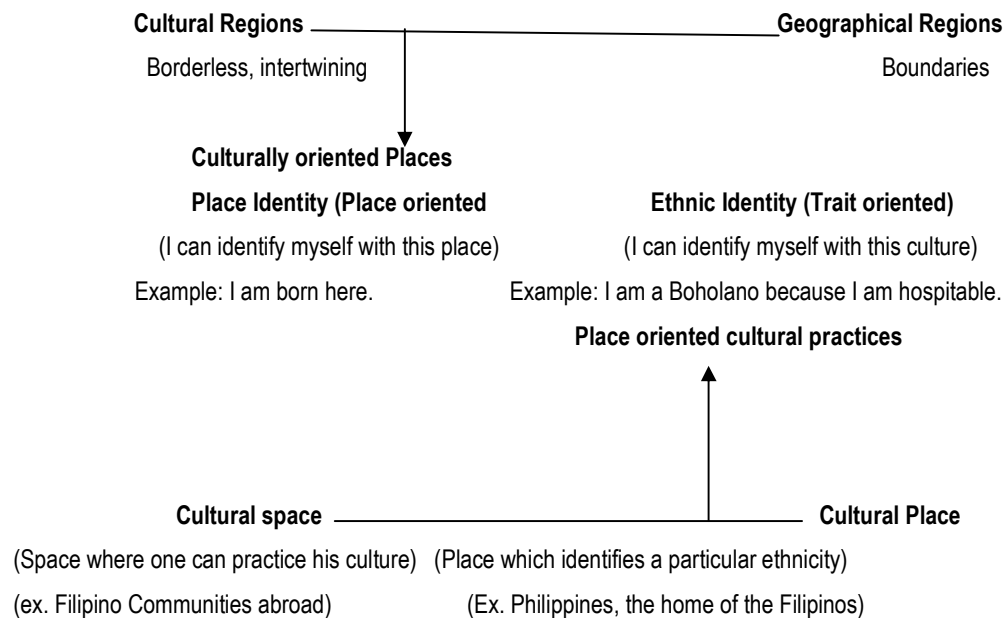 Cultural Regions Geographical Regions
Borderless, intertwining Boundaries
Culturally oriented Places
Place Identity (Place oriented Ethnic Identity (Trait oriented)
(I can identify myself with this place) (I can identify myself with this culture)
Example: I am born here. Example: I am a Boholano because I am hospitable.
Place oriented cultural practices
Cultural space Cultural Place
(Space where one can practice his culture) (Place which identifies a particular ethnicity)
(ex. Filipino Communities abroad) (Ex. Philippines, the home of the Filipinos)